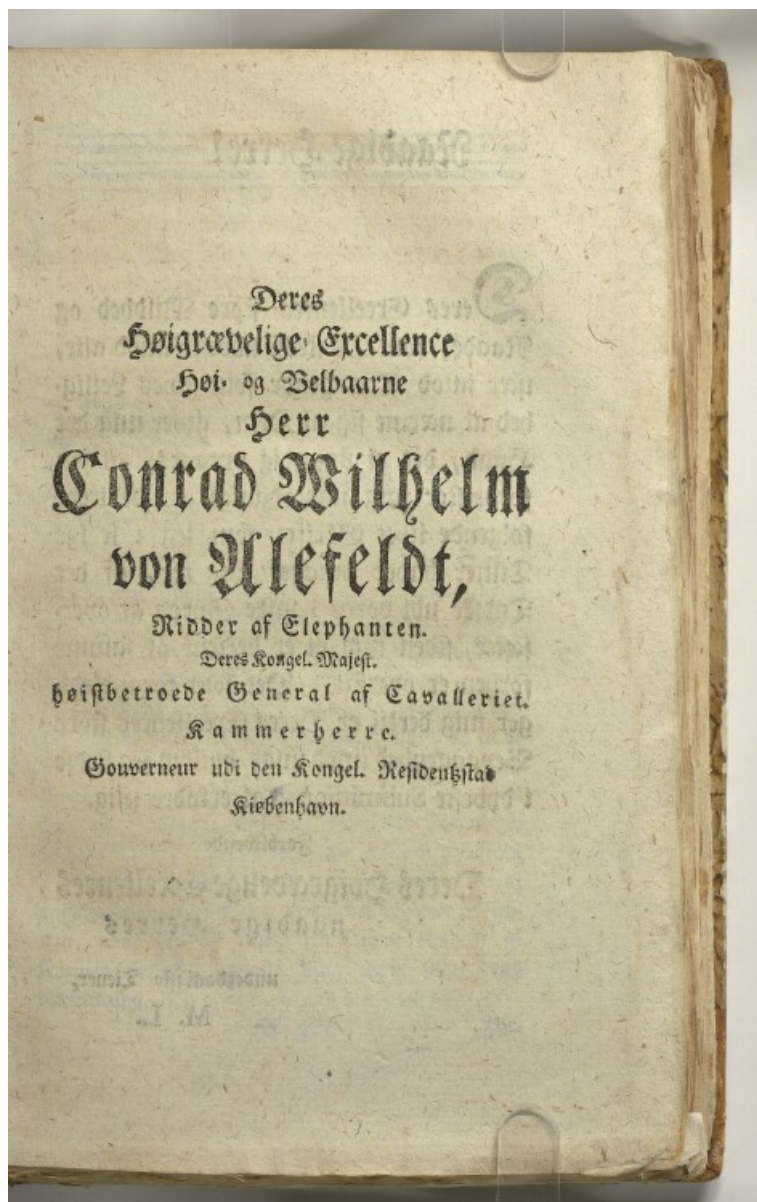 Deres
Høigrævelige Excellence
Høi- og Velbaarne
Herr
Conrad Wilhelm
von Alefeldt,
Ridder af Elephanten.
Deres Kongel. Majest.
høistbetroede General af Cavalleriet.
Kammerherre.
Gouverneur udi den Kongel. Residentzstad
Kiøbenhavn.